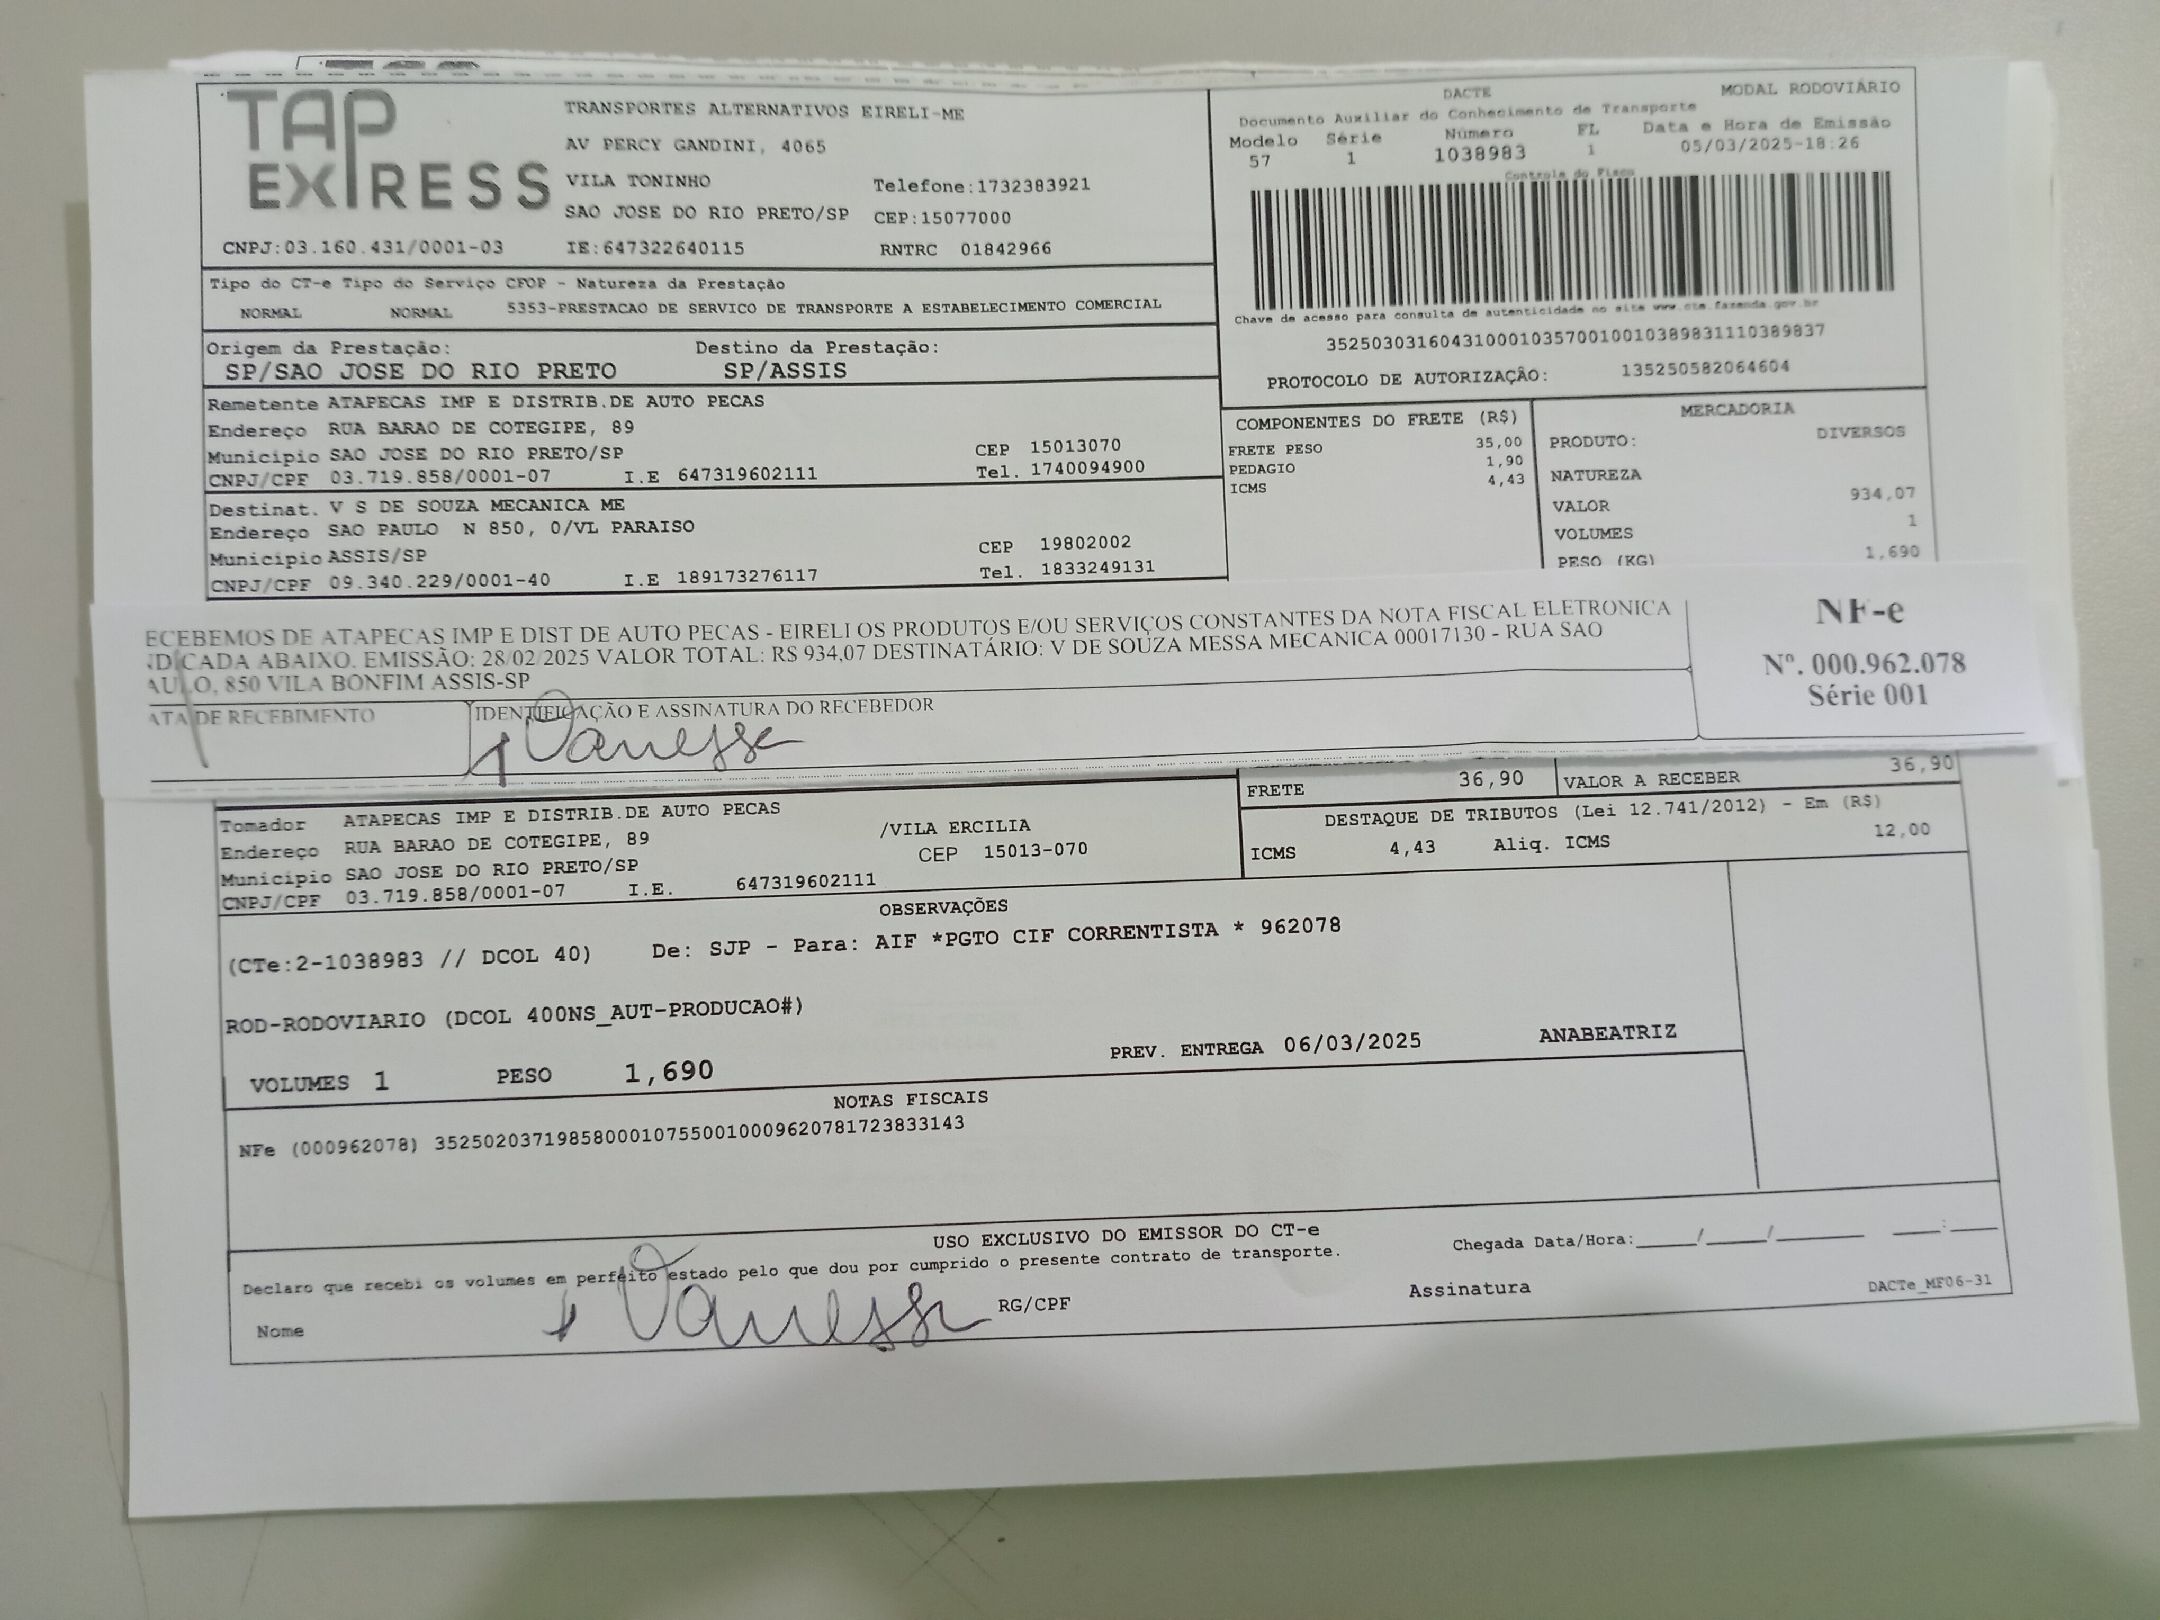 TAP EXPRESS
TRANSPORTES ALTERNATIVOS EIRELI-ME
AV PERCY GANDINI, 4065
VILA TONINHO Telefone:1732383921
SAO JOSE DO RIO PRETO/SP CEP:15077000
CNPJ:03.160.431/0001-03 IE:647322640115 RNTRC 01842966
DACTE MODAL RODOVIÁRIO
Documento Auxiliar do Conhecimento de Transporte
Modelo Série Número FL Data e Hora de Emissão
57 1 1038983 1 05/03/2025-18:26
Controle do Fisco
Chave de acesso para consulta de autenticidade no site www.cte.fazenda.gov.br
35250303160431000103570010010389831110389837
PROTOCOLO DE AUTORIZAÇÃO: 135250582064604
Tipo do CT-e Tipo do Serviço CFOP - Natureza da Prestação
NORMAL NORMAL 5353-PRESTACAO DE SERVICO DE TRANSPORTE A ESTABELECIMENTO COMERCIAL
Origem da Prestação: Destino da Prestação:
SP/SAO JOSE DO RIO PRETO SP/ASSIS
Remetente ATAPECAS IMP E DISTRIB.DE AUTO PECAS
Endereço RUA BARAO DE COTEGIPE, 89
Municipio SAO JOSE DO RIO PRETO/SP CEP 15013070
CNPJ/CPF 03.719.858/0001-07 I.E 647319602111 Tel. 1740094900
Destinat. V S DE SOUZA MECANICA ME
Endereço SAO PAULO N 850, 0/VL PARAISO
Municipio ASSIS/SP CEP 19802002
CNPJ/CPF 09.340.229/0001-40 I.E 189173276117 Tel. 1833249131
COMPONENTES DO FRETE (R$)
FRETE PESO 35,00
PEDAGIO 1,90
ICMS 4,43
MERCADORIA
PRODUTO: DIVERSOS
NATUREZA
VALOR 934,07
VOLUMES 1
PESO (KG) 1,690
ECEBEMOS DE ATAPECAS IMP E DIST DE AUTO PECAS - EIRELI OS PRODUTOS E/OU SERVIÇOS CONSTANTES DA NOTA FISCAL ELETRONICA
NDICADA ABAIXO. EMISSÃO: 28/02/2025 VALOR TOTAL: R$ 934,07 DESTINATÁRIO: V DE SOUZA MESSA MECANICA 00017130 - RUA SAO
AULO, 850 VILA BONFIM ASSIS-SP
ATA DE RECEBIMENTO IDENTIFICAÇÃO E ASSINATURA DO RECEBEDOR
Vanessa
NF-e
Nº. 000.962.078
Série 001
FRETE 36,90 VALOR A RECEBER 36,90
DESTAQUE DE TRIBUTOS (Lei 12.741/2012) - Em (R$)
ICMS 4,43 Aliq. ICMS 12,00
Tomador ATAPECAS IMP E DISTRIB.DE AUTO PECAS
Endereço RUA BARAO DE COTEGIPE, 89 /VILA ERCILIA
Municipio SAO JOSE DO RIO PRETO/SP CEP 15013-070
CNPJ/CPF 03.719.858/0001-07 I.E. 647319602111
OBSERVAÇÕES
(CTe:2-1038983 // DCOL 40) De: SJP - Para: AIF *PGTO CIF CORRENTISTA * 962078
ROD-RODOVIARIO (DCOL 400NS_AUT-PRODUCAO#)
VOLUMES 1 PESO 1,690 PREV. ENTREGA 06/03/2025 ANABEATRIZ
NOTAS FISCAIS
NFe (000962078) 35250203719858000107550010009620781723833143
USO EXCLUSIVO DO EMISSOR DO CT-e
Declaro que recebi os volumes em perfeito estado pelo que dou por cumprido o presente contrato de transporte.
Chegada Data/Hora:_____/_____/_______ ____:____
Nome Vanessa RG/CPF Assinatura DACTe_MF06-31